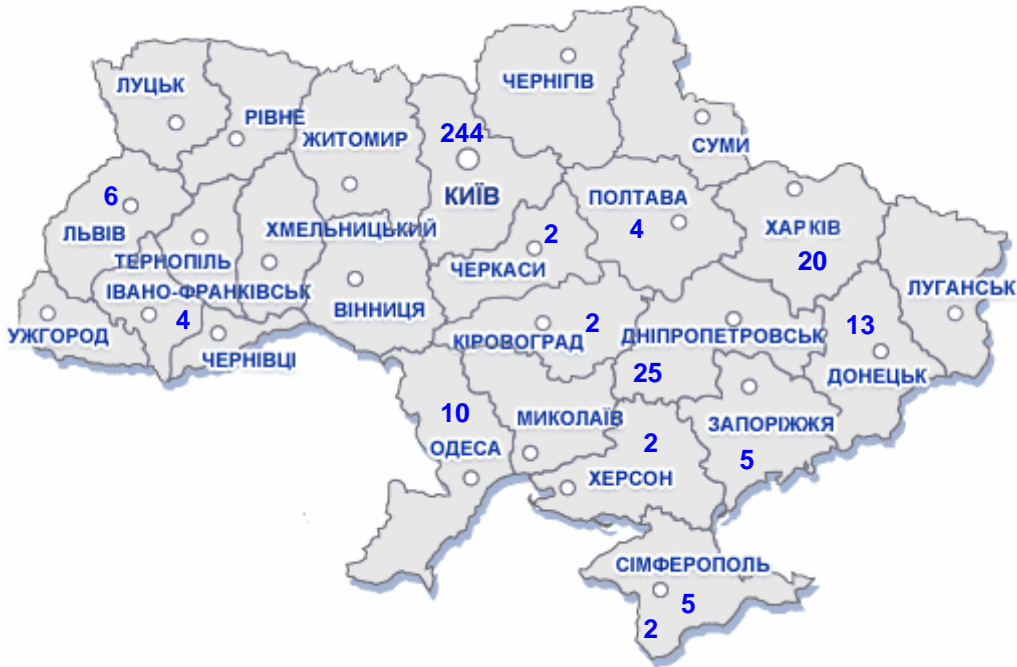 ЧЕРНІГІВ
ЛУЦЬК
РІВНЕ
ЖИТОМИР
244
СУМИ
6
КИЇВ
ПОЛТАВА
ЛЬВІВ
ХМЕЛЬНИЦЬКИЙ
2
4
ХАРКІВ
ТЕРНОПІЛЬ
ЧЕРКАСИ
20
ІВАНО-ФРАНКІВСЬК
ЛУГАНСЬК
ВІННИЦЯ
4
2
13
УЖГОРОД
КІРОВОГРАД
ДНІПРОПЕТРОВСЬК
ЧЕРНІВЦІ
25
ДОНЕЦЬК
10
МИКОЛАЇВ
ЗАПОРІЖЖЯ
ОДЕСА
2
5
ХЕРСОН
СІМФЕРОПОЛЬ
5
2